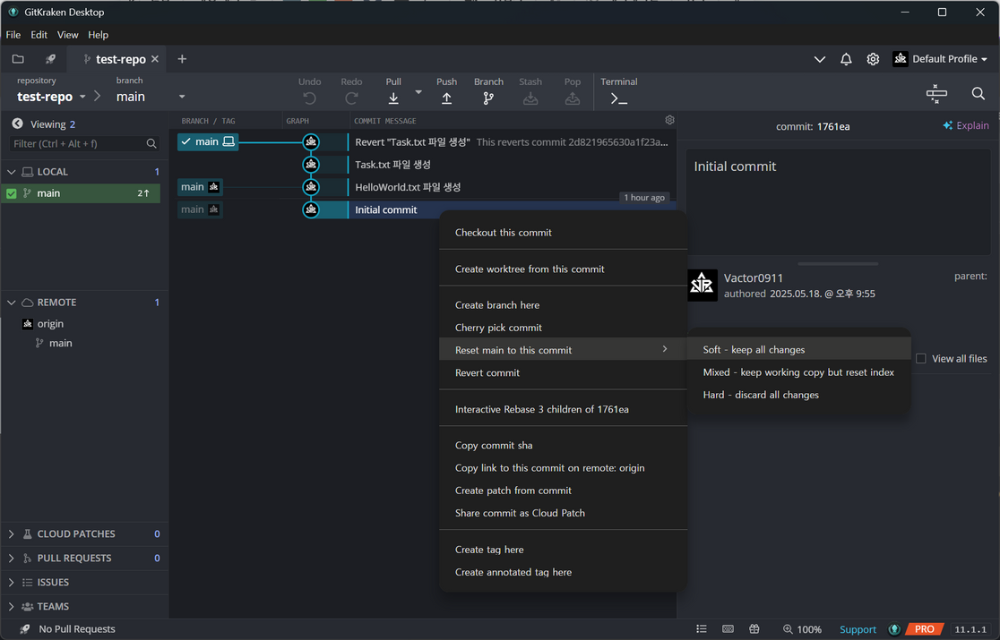 GitKraken Desktop
File Edit View Help
test-repo
Default Profile
repository
test-repo
branch
main
Undo Redo Pull Push Branch Stash Pop Terminal
Viewing 2
Filter (Ctrl + Alt + f)
LOCAL 1
main 2↑
REMOTE 1
origin
main
CLOUD PATCHES 0
PULL REQUESTS 0
ISSUES
TEAMS
BRANCH / TAG GRAPH COMMIT MESSAGE
main Revert "Task.txt 파일 생성" This reverts commit 2d821965630a1f23a...
Task.txt 파일 생성
main HelloWorld.txt 파일 생성
1 hour ago
main Initial commit
Checkout this commit
Create worktree from this commit
Create branch here
Cherry pick commit
Reset main to this commit
Revert commit
Interactive Rebase 3 children of 1761ea
Copy commit sha
Copy link to this commit on remote: origin
Create patch from commit
Share commit as Cloud Patch
Create tag here
Create annotated tag here
Soft - keep all changes
Mixed - keep working copy but reset index
Hard - discard all changes
commit: 1761ea
Explain
Initial commit
Vactor0911
authored 2025.05.18. @ 오후 9:55
parent:
View all files
No Pull Requests
100% Support PRO 11.1.1